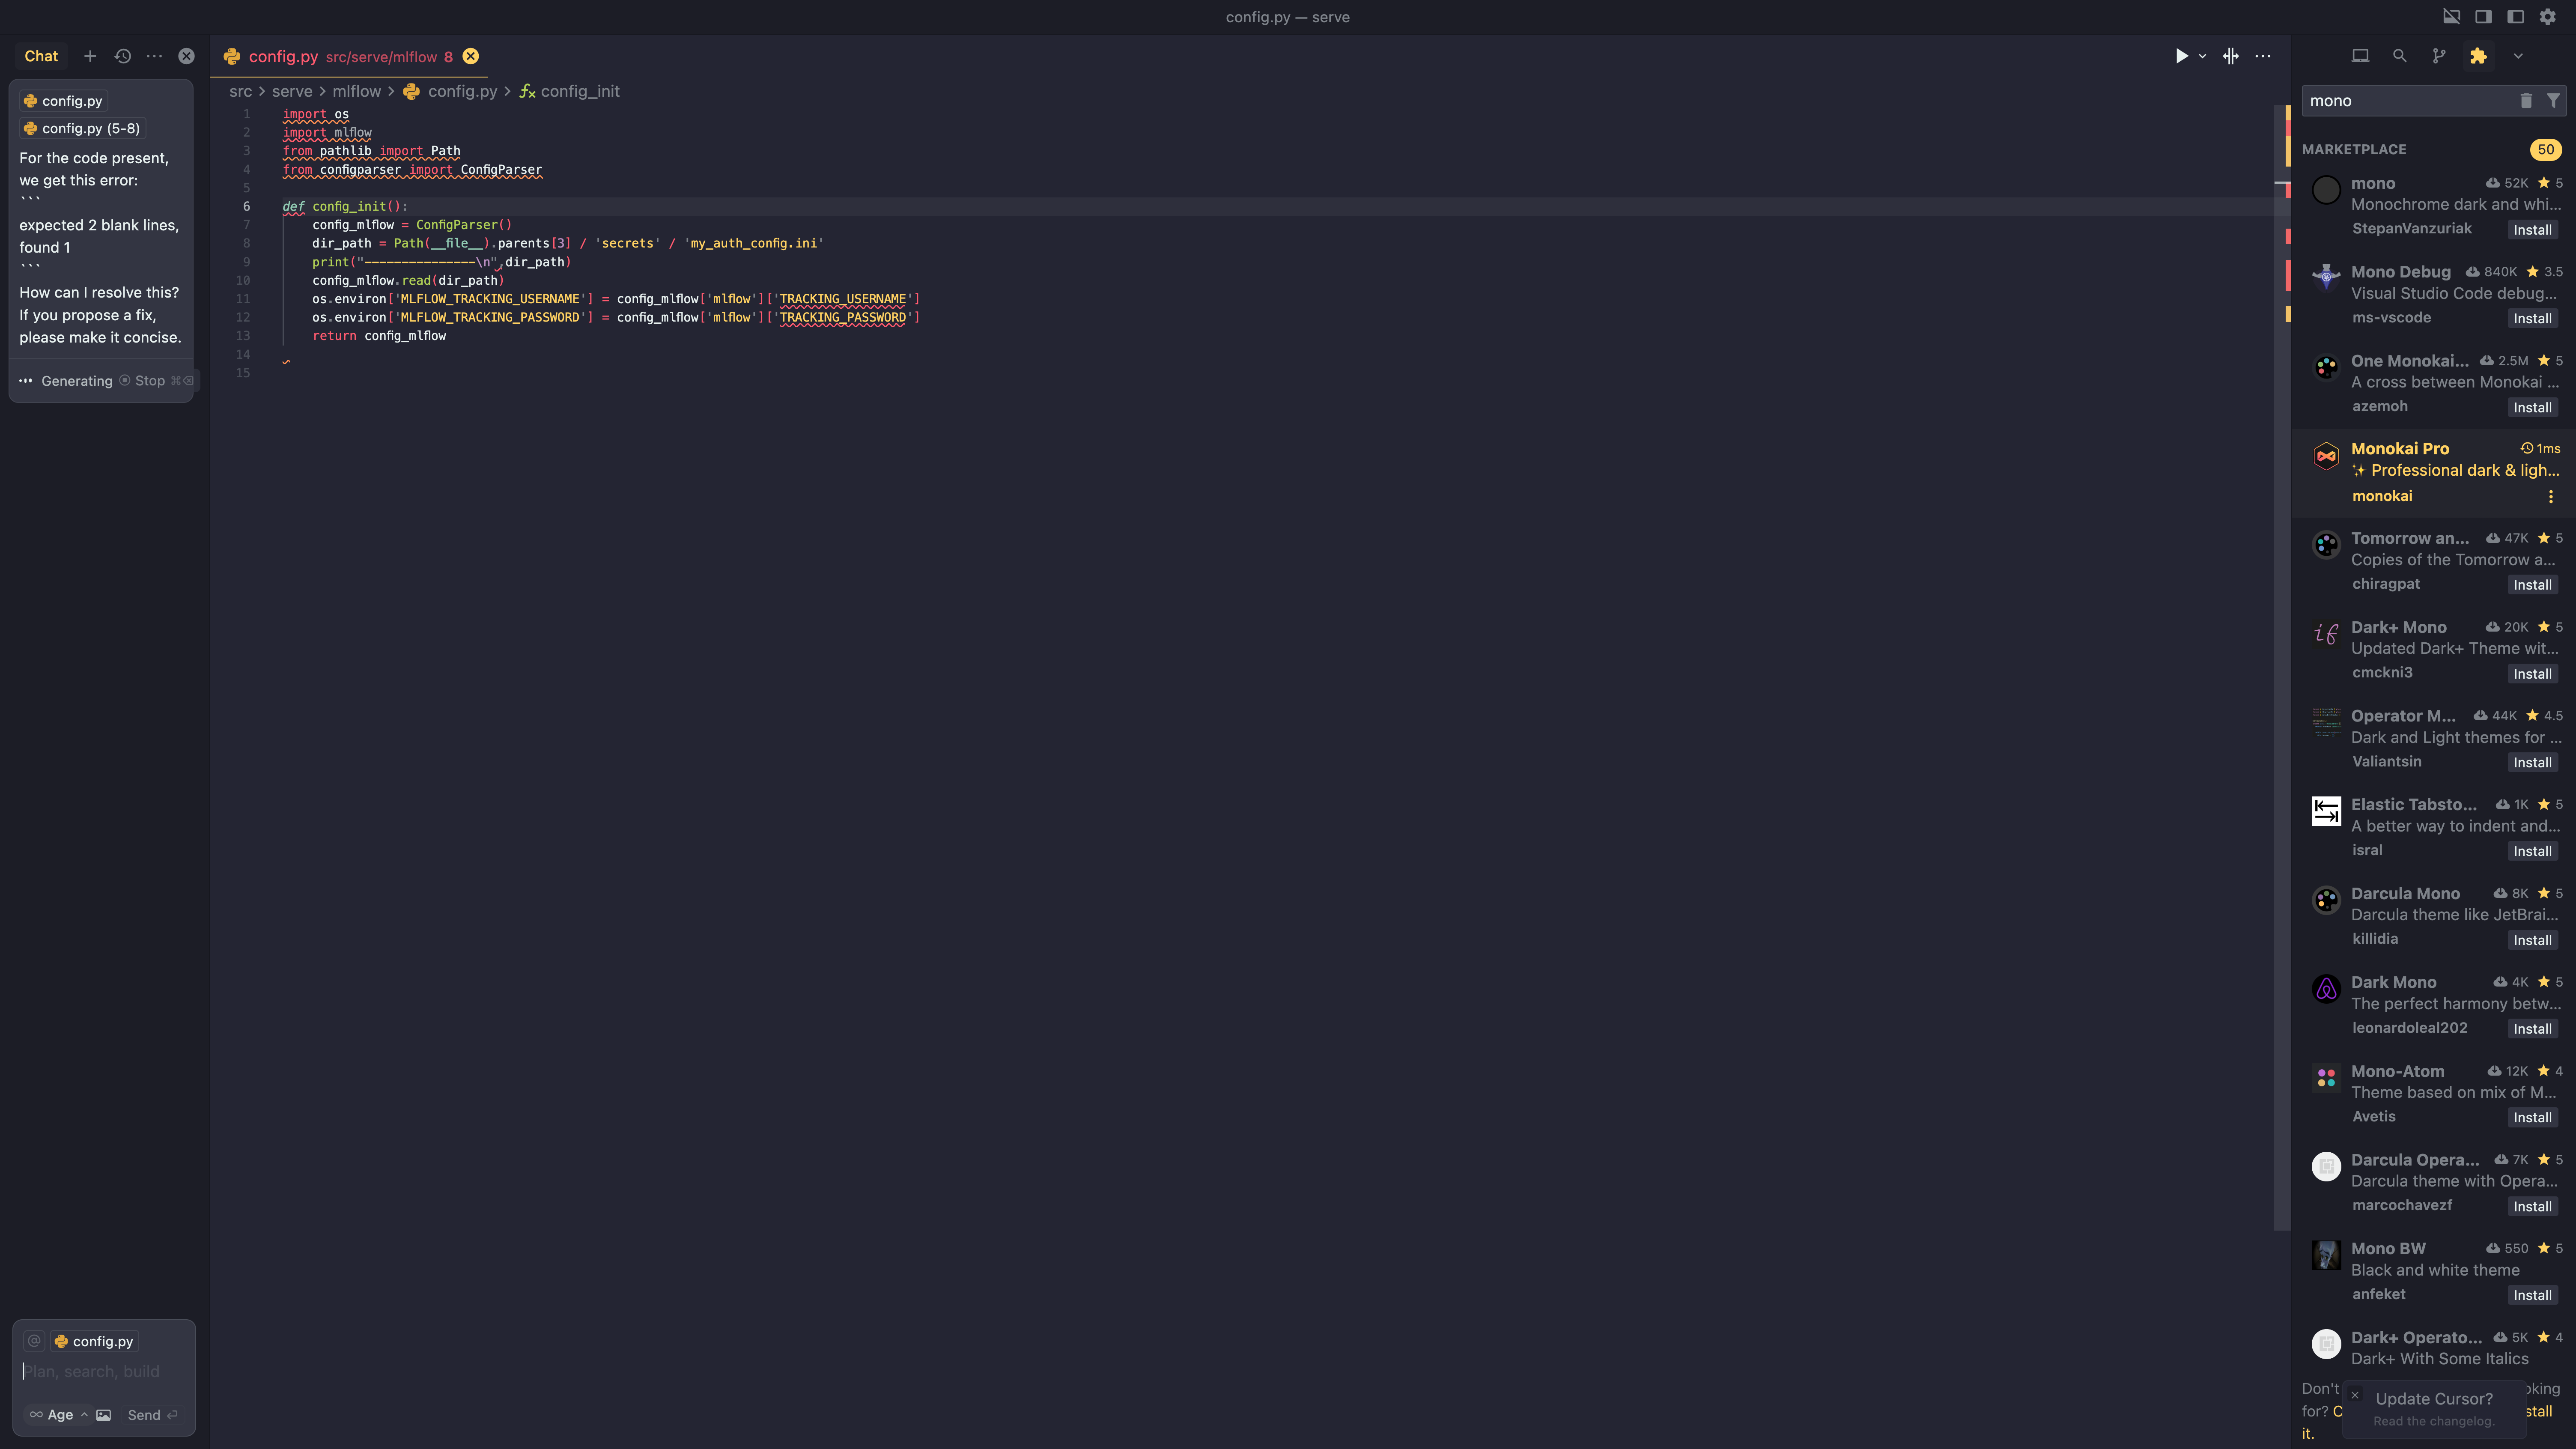 config.py — serve
Chat
config.py
config.py (5-8)
For the code present,
we get this error:
```
expected 2 blank lines,
found 1
```
How can I resolve this?
If you propose a fix,
please make it concise.
Generating Stop ⌘⌫
@ config.py
Plan, search, build
∞ Age Send ⏎
config.py src/serve/mlflow 8
src > serve > mlflow > config.py > config_init
1 import os
2 import mlflow
3 from pathlib import Path
4 from configparser import ConfigParser
5
6 def config_init():
7     config_mlflow = ConfigParser()
8     dir_path = Path(__file__).parents[3] / 'secrets' / 'my_auth_config.ini'
9     print("---------------\n",dir_path)
10     config_mlflow.read(dir_path)
11     os.environ['MLFLOW_TRACKING_USERNAME'] = config_mlflow['mlflow']['TRACKING_USERNAME']
12     os.environ['MLFLOW_TRACKING_PASSWORD'] = config_mlflow['mlflow']['TRACKING_PASSWORD']
13     return config_mlflow
14
15
mono
MARKETPLACE 50
mono 52K ★ 5
Monochrome dark and whi...
StepanVanzuriak Install
Mono Debug 840K ★ 3.5
Visual Studio Code debug...
ms-vscode Install
One Monokai... 2.5M ★ 5
A cross between Monokai ...
azemoh Install
Monokai Pro 1ms
✨ Professional dark & ligh...
monokai
Tomorrow an... 47K ★ 5
Copies of the Tomorrow a...
chiragpat Install
Dark+ Mono 20K ★ 5
Updated Dark+ Theme wit...
cmckni3 Install
Operator M... 44K ★ 4.5
Dark and Light themes for ...
Valiantsin Install
Elastic Tabsto... 1K ★ 5
A better way to indent and...
isral Install
Darcula Mono 8K ★ 5
Darcula theme like JetBrai...
killidia Install
Dark Mono 4K ★ 5
The perfect harmony betw...
leonardoleal202 Install
Mono-Atom 12K ★ 4
Theme based on mix of M...
Avetis Install
Darcula Opera... 7K ★ 5
Darcula theme with Opera...
marcochavezf Install
Mono BW 550 ★ 5
Black and white theme
anfeket Install
Dark+ Operato... 5K ★ 4
Dark+ With Some Italics
Don't
for?
it.
Update Cursor?
Read the changelog.